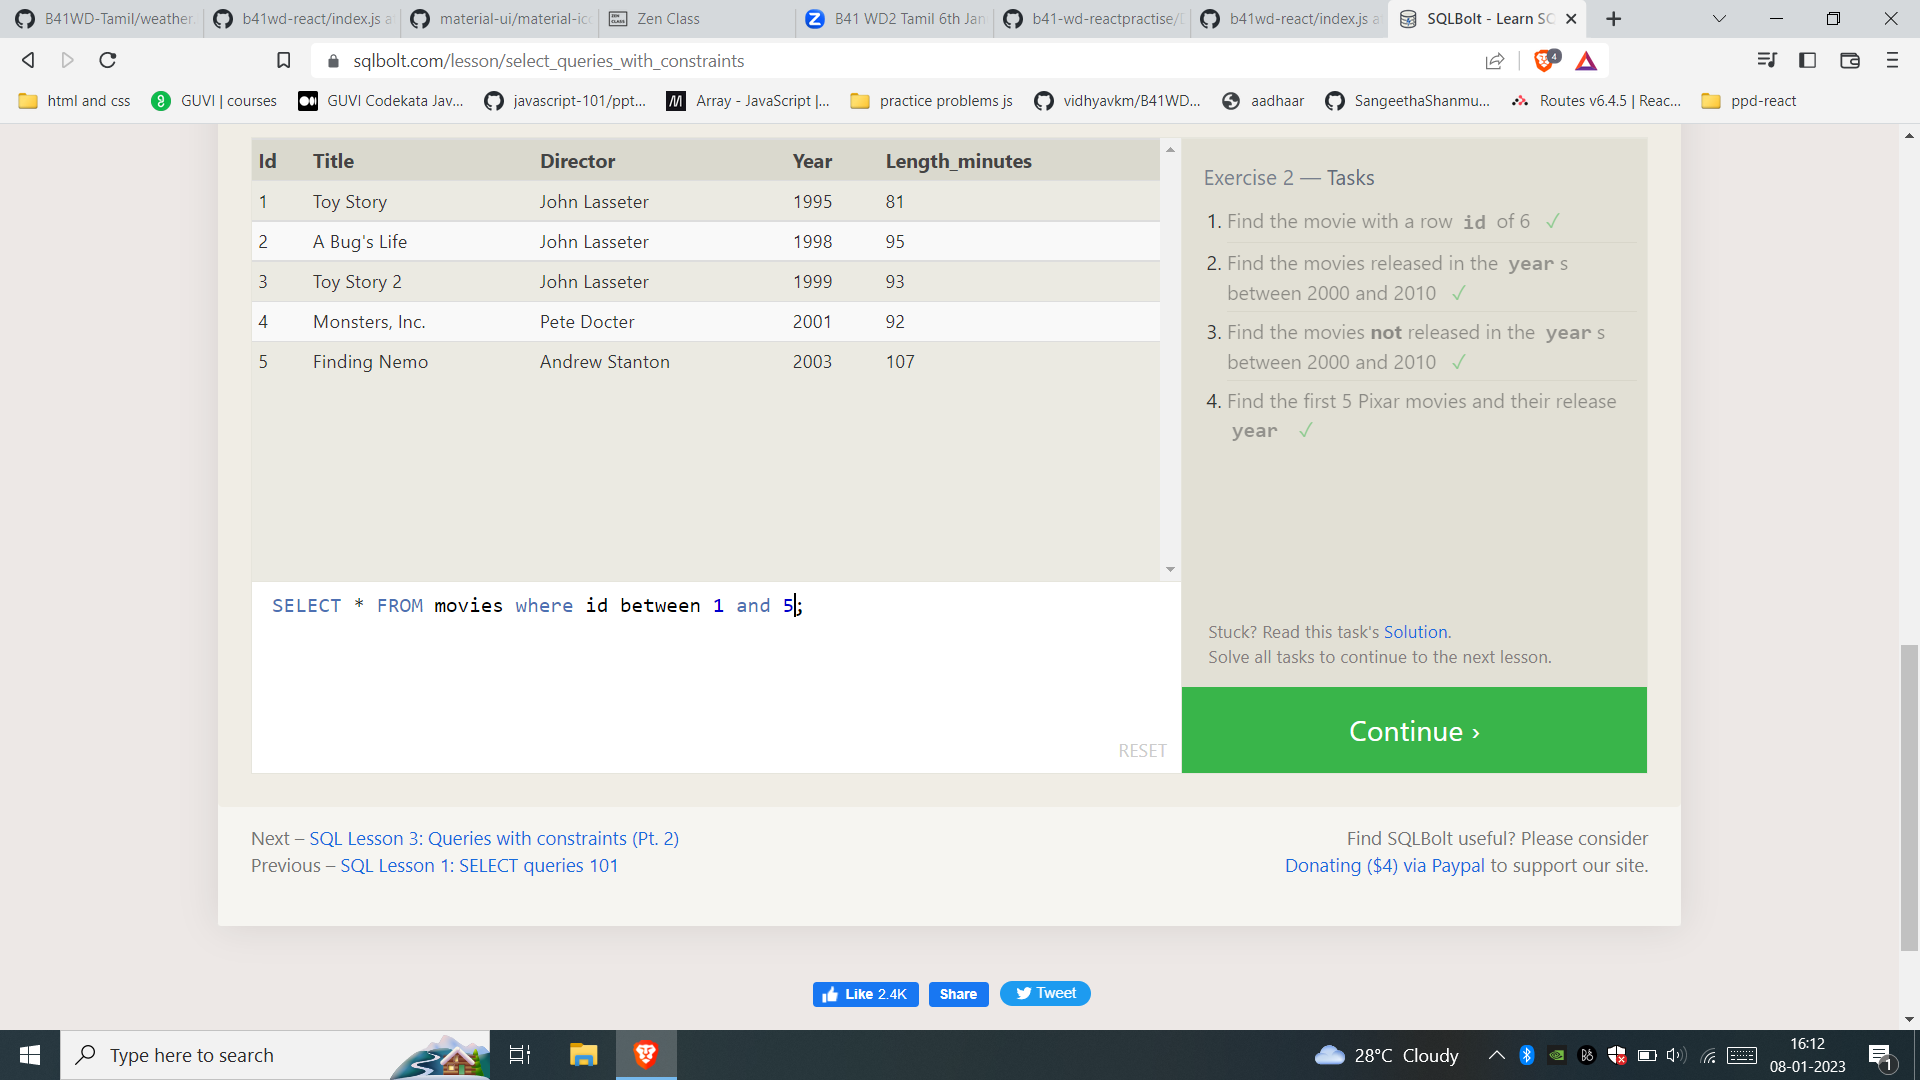 B41WD-Tamil/weather.
b41wd-react/index.js a
material-ui/material-ico
Zen Class
B41 WD2 Tamil 6th Jan
b41-wd-reactpractise/
b41wd-react/index.js a
SQLBolt - Learn SQ
sqlbolt.com/lesson/select_queries_with_constraints
4
html and css
GUVI | courses
GUVI Codekata Jav...
javascript-101/ppt...
Array - JavaScript |...
practice problems js
vidhyavkm/B41WD...
aadhaar
SangeethaShanmu...
Routes v6.4.5 | Reac...
ppd-react
Id Title Director Year Length_minutes
1 Toy Story John Lasseter 1995 81
2 A Bug's Life John Lasseter 1998 95
3 Toy Story 2 John Lasseter 1999 93
4 Monsters, Inc. Pete Docter 2001 92
5 Finding Nemo Andrew Stanton 2003 107
SELECT * FROM movies where id between 1 and 5;
RESET
Exercise 2 — Tasks
1. Find the movie with a row id of 6 ✓
2. Find the movies released in the year s
between 2000 and 2010 ✓
3. Find the movies not released in the year s
between 2000 and 2010 ✓
4. Find the first 5 Pixar movies and their release
year ✓
Stuck? Read this task's Solution.
Solve all tasks to continue to the next lesson.
Continue ›
Next – SQL Lesson 3: Queries with constraints (Pt. 2)
Previous – SQL Lesson 1: SELECT queries 101
Find SQLBolt useful? Please consider
Donating ($4) via Paypal to support our site.
Like 2.4K
Share
Tweet
Type here to search
28°C Cloudy
16:12
08-01-2023
1